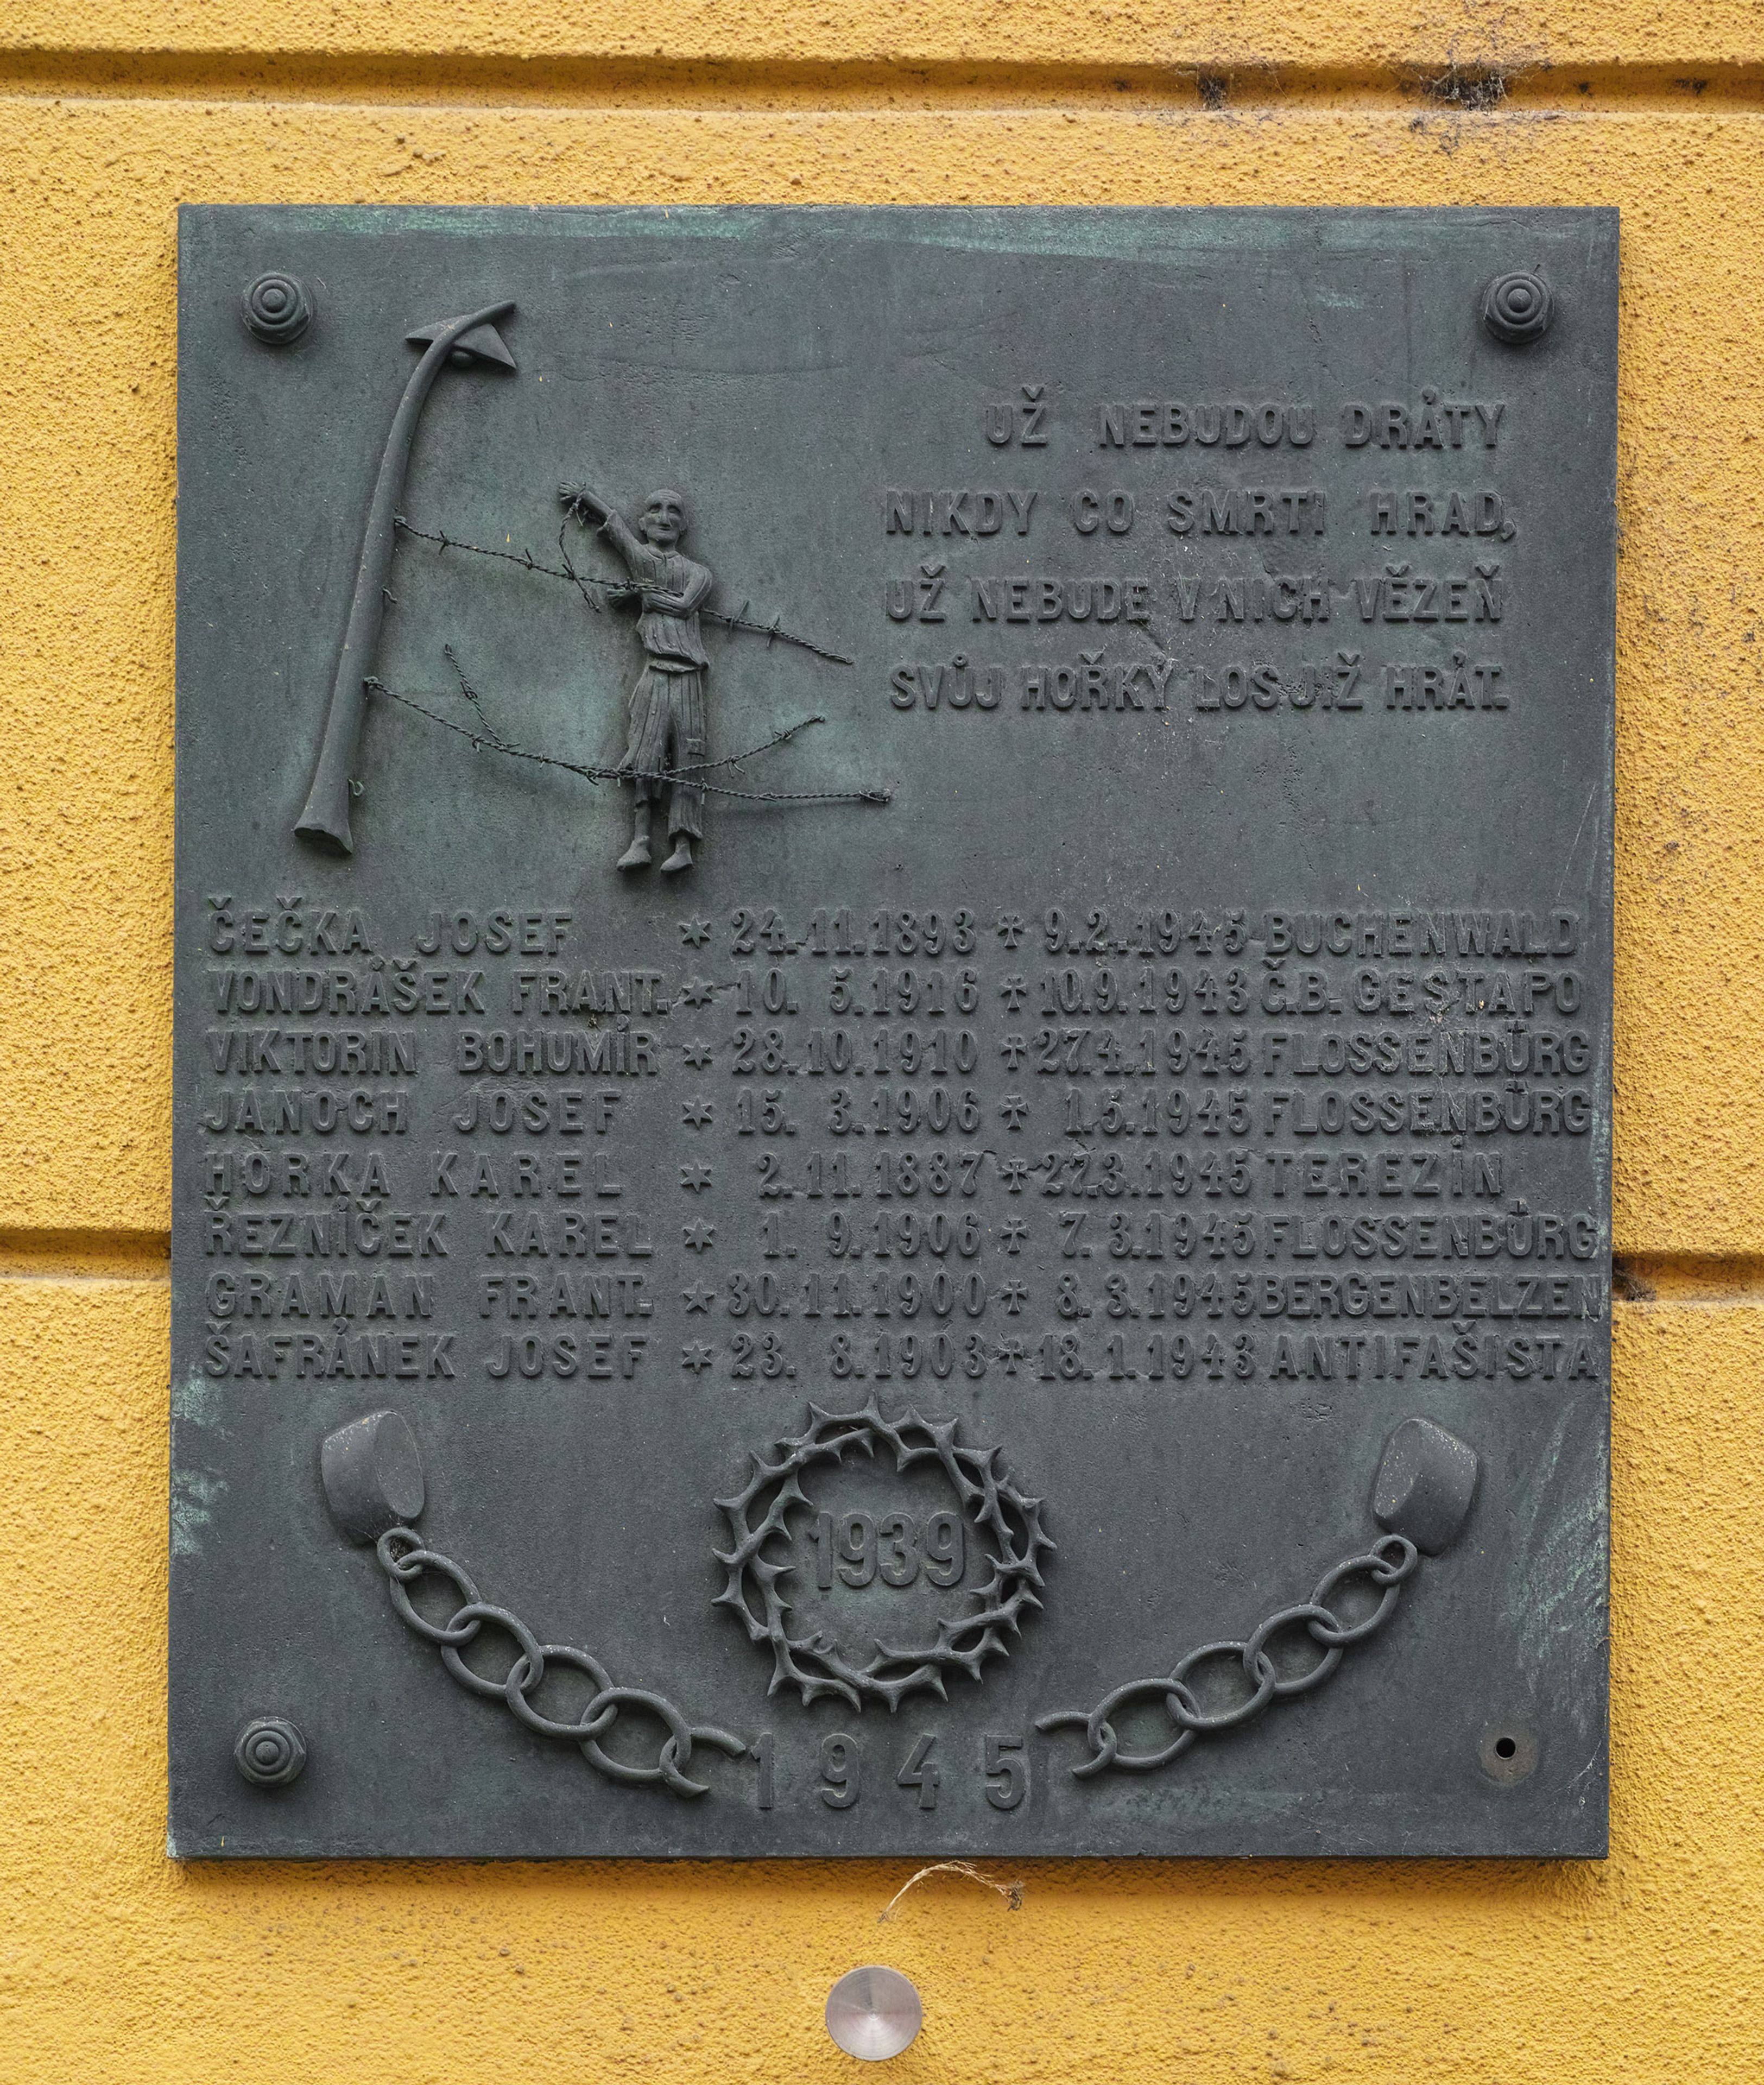 UŽ NEBUDOU DRÁTY
NIKDY CO SMRTI HRAD,
UŽ NEBUDE V NICH VĚZEŇ
SVŮJ HOŘKÝ LOS JIŽ HRÁT.
ČEČKA JOSEF * 24.11.1893 ✝ 9.2.1945 BUCHENWALD
VONDRÁŠEK FRANT. * 10. 5.1916 ✝ 10.9.1943 Č.B. GESTAPO
VIKTORIN BOHUMÍR * 28.10.1910 ✝ 27.4.1945 FLOSSENBÜRG
JANOCH JOSEF * 15. 3.1906 ✝ 1.5.1945 FLOSSENBÜRG
HORKA KAREL * 2.11.1887 ✝ 27.3.1945 TEREZÍN
ŘEZNÍČEK KAREL * 1. 9.1906 ✝ 7. 3.1945 FLOSSENBÜRG
GRAMAN FRANT. * 30.11.1900 ✝ 8. 3.1945 BERGENBELZEN
ŠAFRÁNEK JOSEF * 23. 8.1903 ✝ 18.1.1943 ANTIFAŠISTA
1939
1945